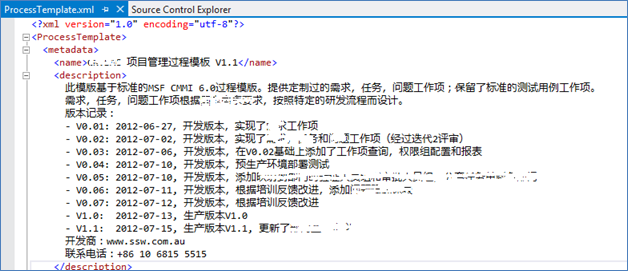 ProcessTemplate.xml Source Control Explorer
<?xml version="1.0" encoding="utf-8"?>
<ProcessTemplate>
<metadata>
<name> 项目管理过程模板 V1.1</name>
<description>
此模版基于标准的MSF CMMI 6.0过程模版。提供定制过的需求，任务，问题工作项；保留了标准的测试用例工作项。
需求，任务，问题工作项根据 要求，按照特定的研发流程而设计。
版本记录：
- V0.01: 2012-06-27, 开发版本，实现了 求工作项
- V0.02: 2012-07-02, 开发版本，实现了 和问题工作项（经过迭代2评审）
- V0.03: 2012-07-06, 开发版本，在V0.02基础上添加了工作项查询，权限组配置和报表
- V0.04: 2012-07-10, 开发版本，预生产环境部署测试
- V0.05: 2012-07-10, 开发版本，添加
- V0.06: 2012-07-11, 开发版本，根据培训反馈改进，添加
- V0.07: 2012-07-12, 开发版本，根据培训反馈改进
- V1.0: 2012-07-13, 生产版本V1.0
- V1.1: 2012-07-15, 生产版本V1.1, 更新了
开发商：www.ssw.com.au
联系电话：+86 10 6815 5515
</description>